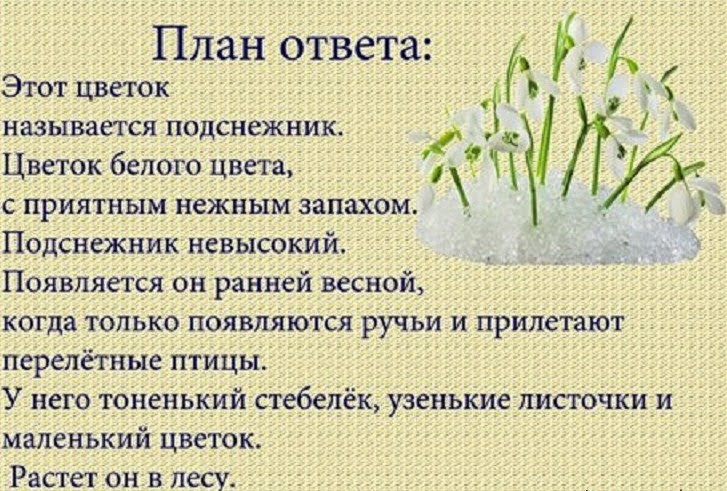 План ответа:
Этот цветок
называется подснежник.
Цветок белого цвета,
с приятным нежным запахом.
Подснежник невысокий.
Появляется он ранней весной,
когда только появляются ручьи и прилетают
перелётные птицы.
У него тоненький стебелёк, узенькие листочки и
маленький цветок.
Растет он в лесу.